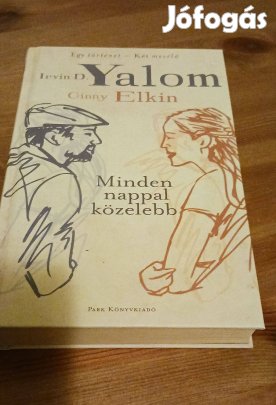 Jófogás
Egy történet – Két mesélő
Irvin D. Yalom
Ginny Elkin
Minden
nappal
közelebb
Park Könyvkiadó